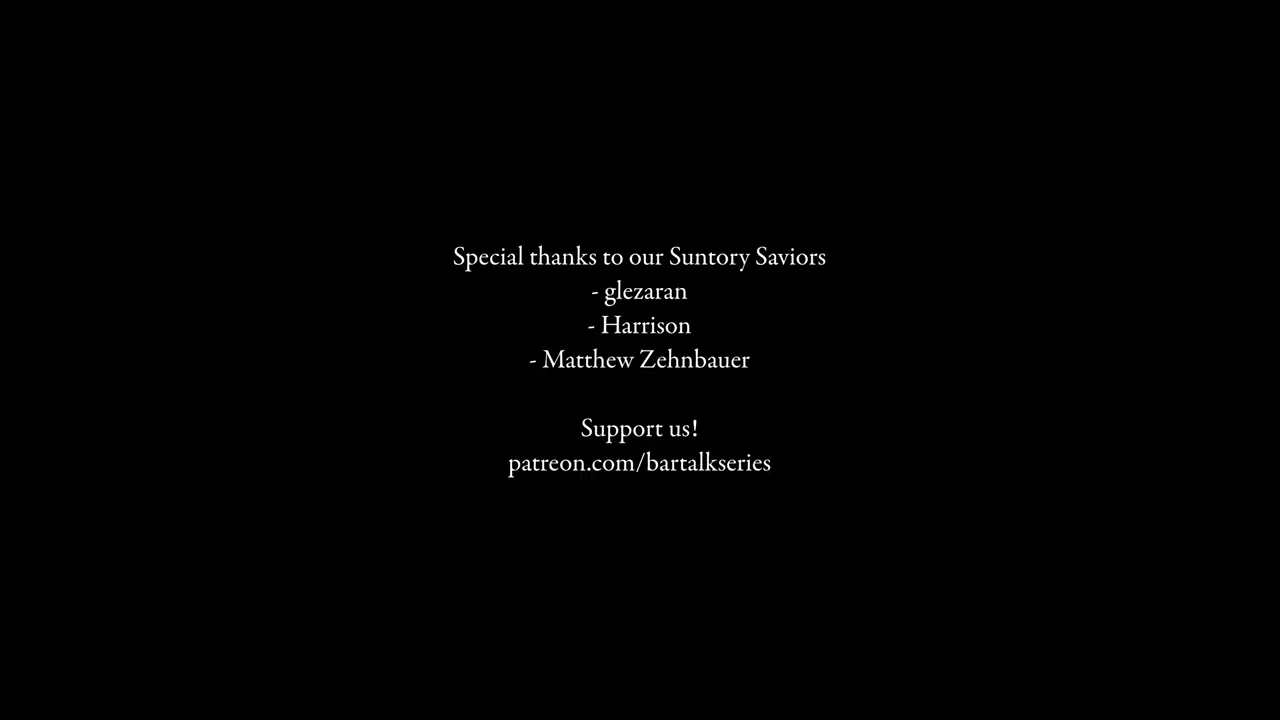 Special thanks to our Suntory Saviors
- glezaran
- Harrison
- Matthew Zehnbauer
Support us!
patreon.com/bartalkseries